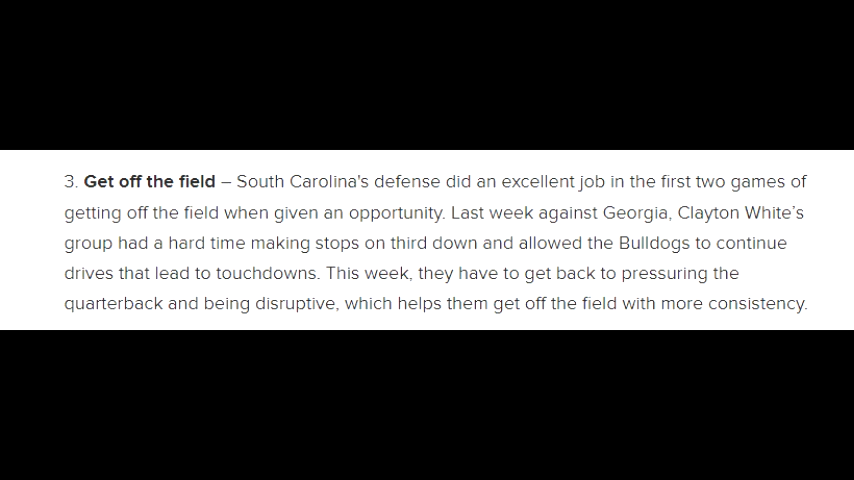 3. Get off the field – South Carolina's defense did an excellent job in the first two games of
getting off the field when given an opportunity. Last week against Georgia, Clayton White’s
group had a hard time making stops on third down and allowed the Bulldogs to continue
drives that lead to touchdowns. This week, they have to get back to pressuring the
quarterback and being disruptive, which helps them get off the field with more consistency.